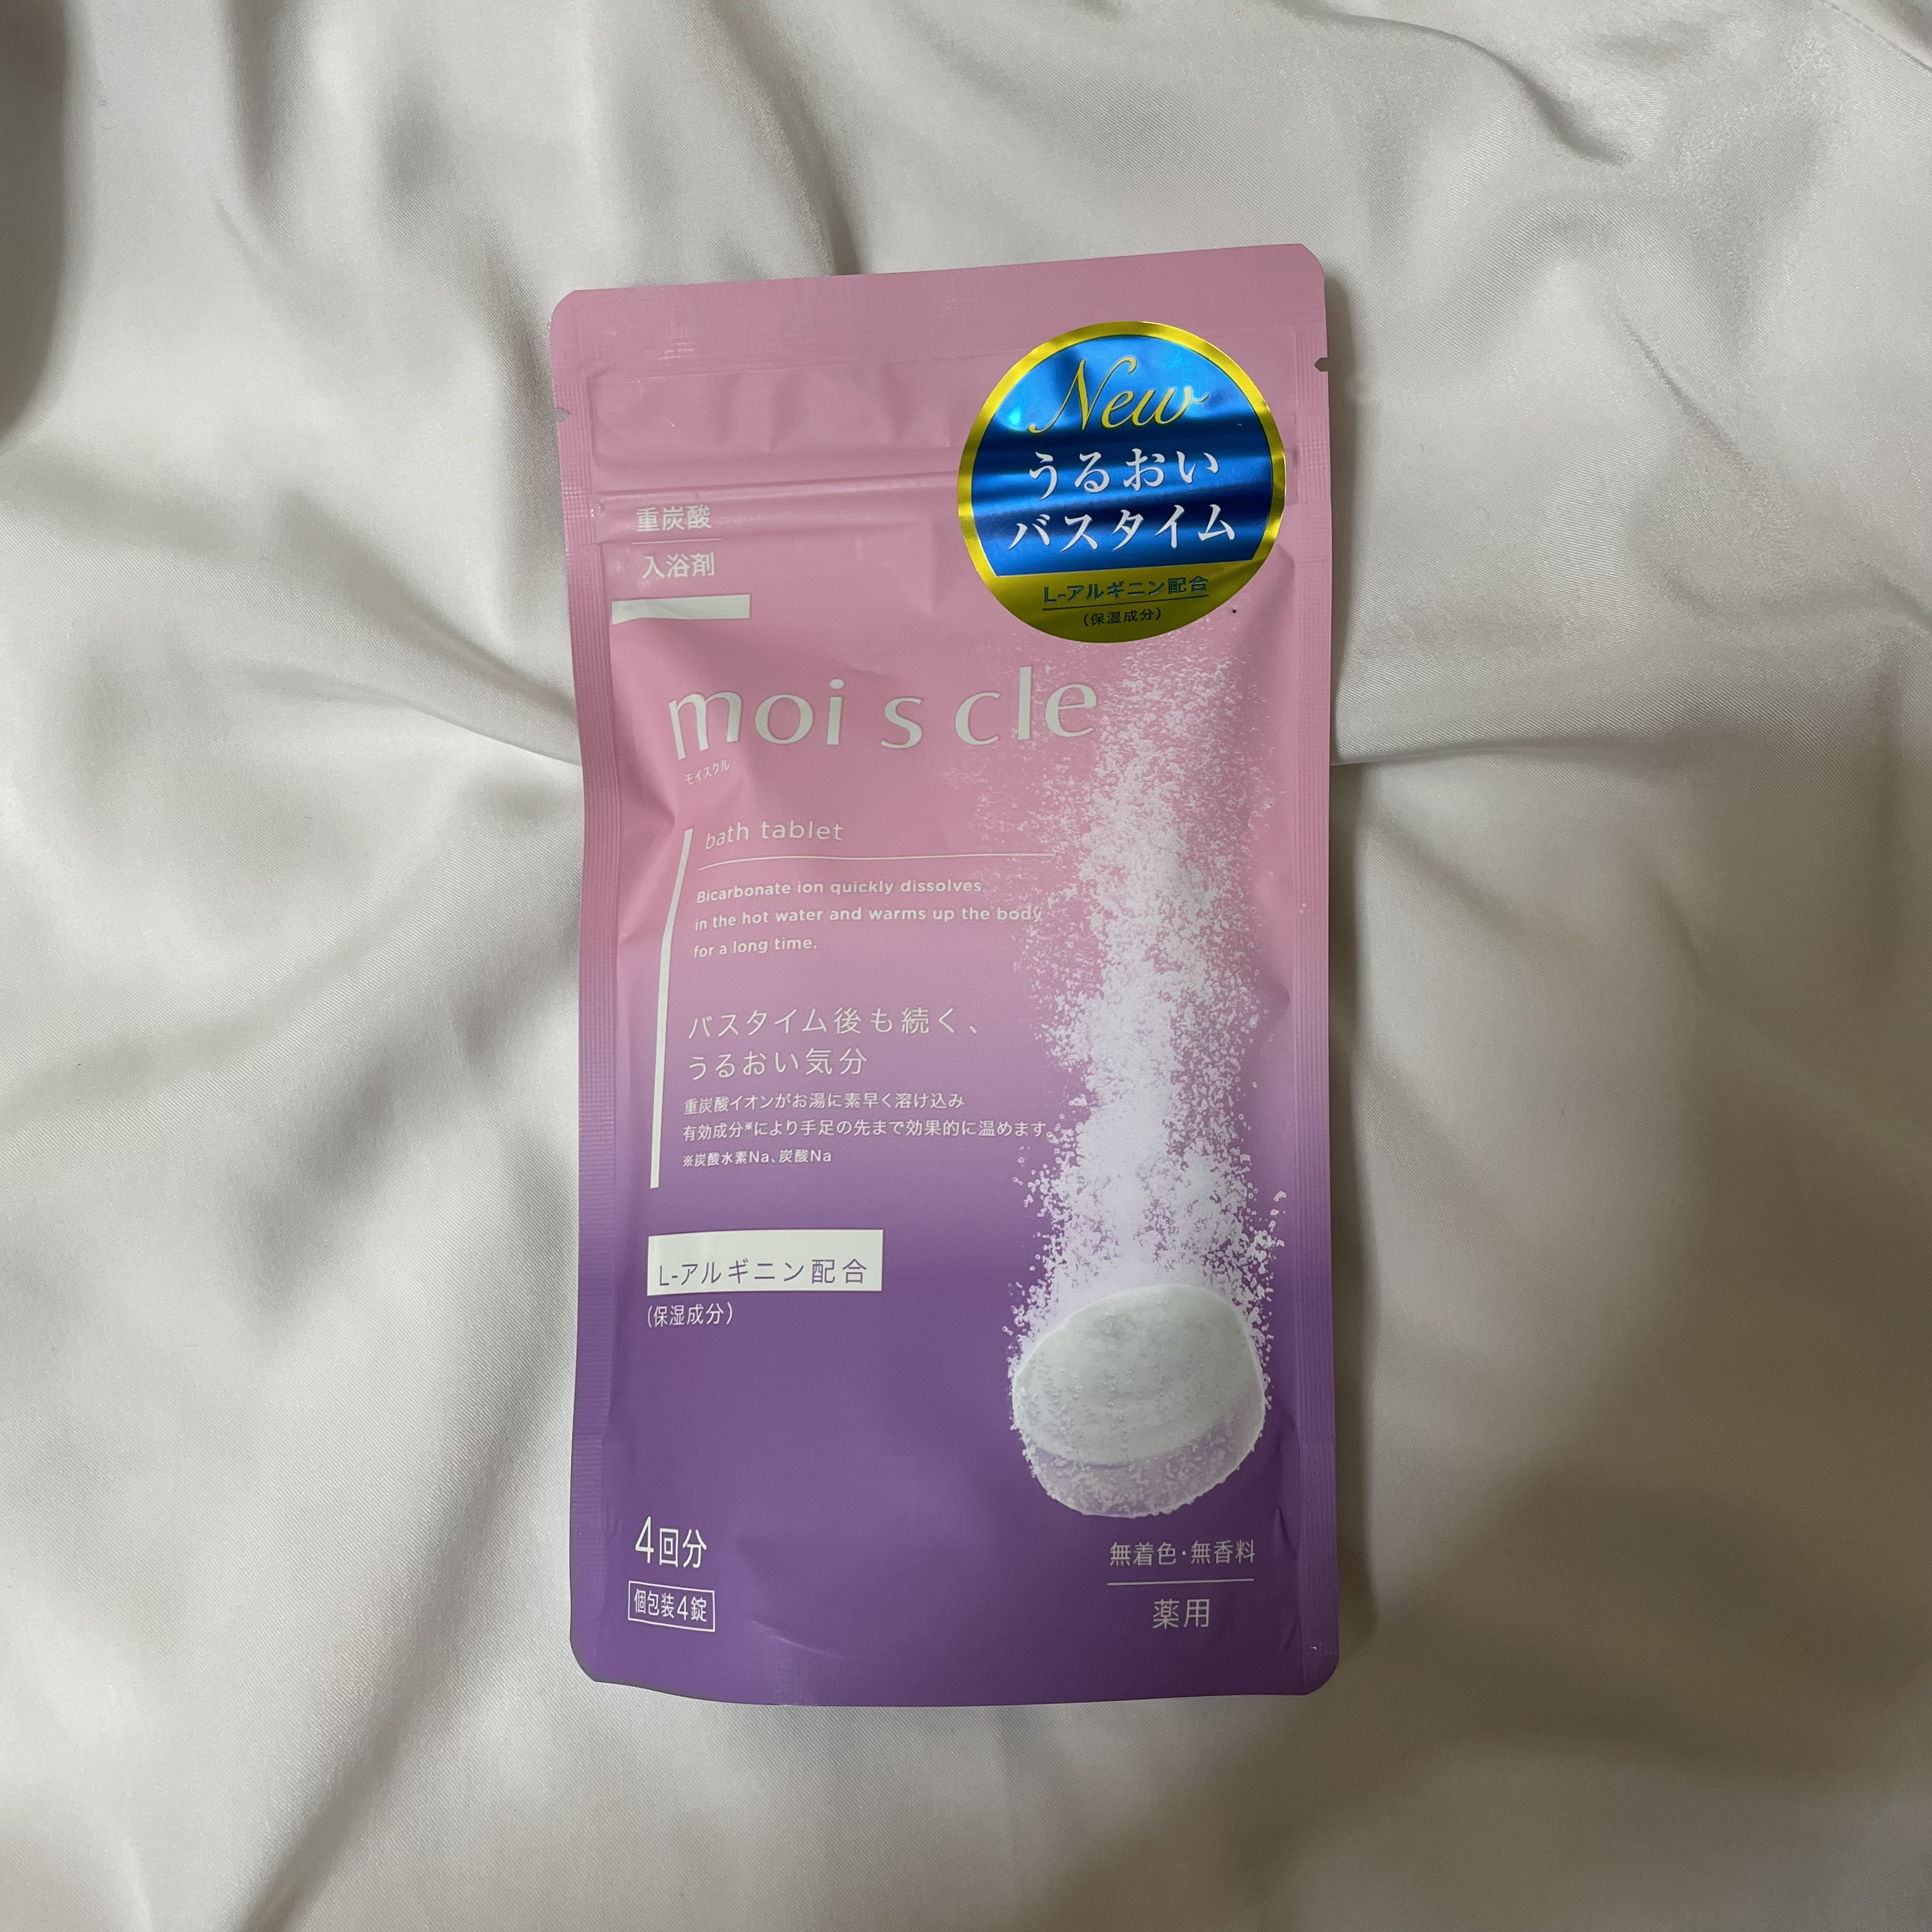 New
うるおい
バスタイム
L-アルギニン配合
(保湿成分)
重炭酸
入浴剤
moiscle
モイスクル
bath tablet
Bicarbonate ion quickly dissolves
in the hot water and warms up the body
for a long time.
バスタイム後も続く、
うるおい気分
重炭酸イオンがお湯に素早く溶け込み
有効成分※により手足の先まで効果的に温めます。
※炭酸水素Na、炭酸Na
L-アルギニン配合
(保湿成分)
4回分
個包装4錠
無着色・無香料
薬用